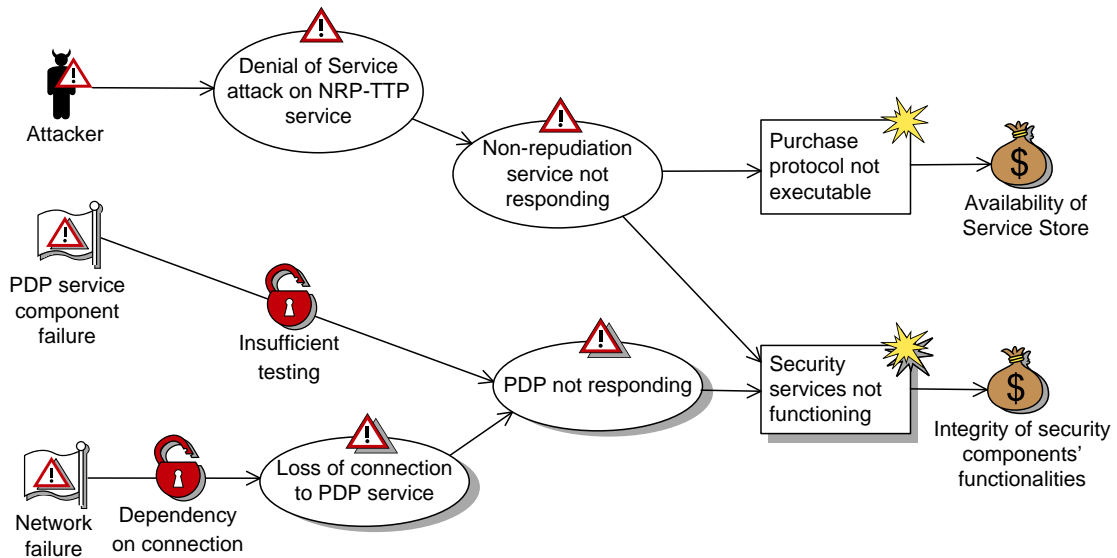 Denial of Service
attack on NRP-TTP
service
Attacker
Non-repudiation
service not
responding
Purchase
protocol not
executable
$
Availability of
Service Store
PDP service
component
failure
Insufficient
testing
PDP not responding
Security
services not
functioning
$
Integrity of security
components’
functionalities
Loss of connection
to PDP service
Network
failure
Dependency
on connection